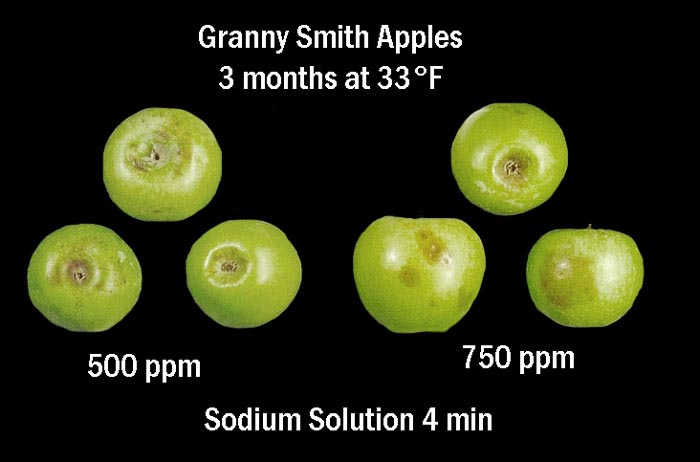 Granny Smith Apples
3 months at 33°F
500 ppm
750 ppm
Sodium Solution 4 min